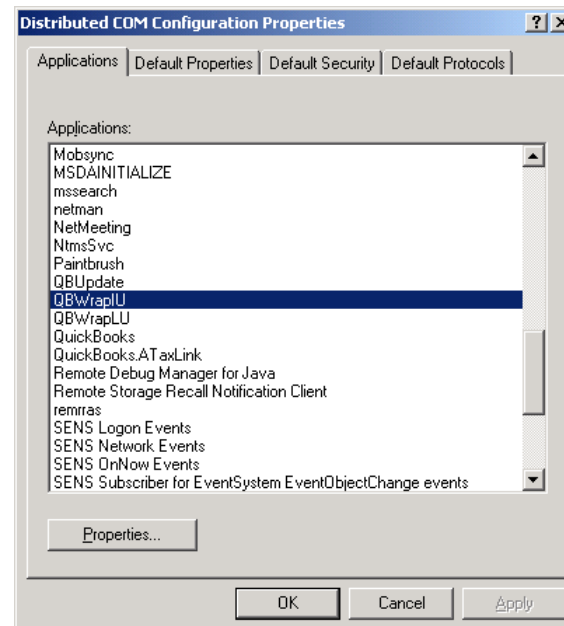 Distributed COM Configuration Properties
Applications Default Properties Default Security Default Protocols
Applications:
Mobsync
MSDAINITIALIZE
mssearch
netman
NetMeeting
NtmsSvc
Paintbrush
QBUpdate
QBWrapIU
QBWrapLU
QuickBooks
QuickBooks.ATaxLink
Remote Debug Manager for Java
Remote Storage Recall Notification Client
remrras
SENS Logon Events
SENS Network Events
SENS OnNow Events
SENS Subscriber for EventSystem EventObjectChange events
Properties...
OK Cancel Apply